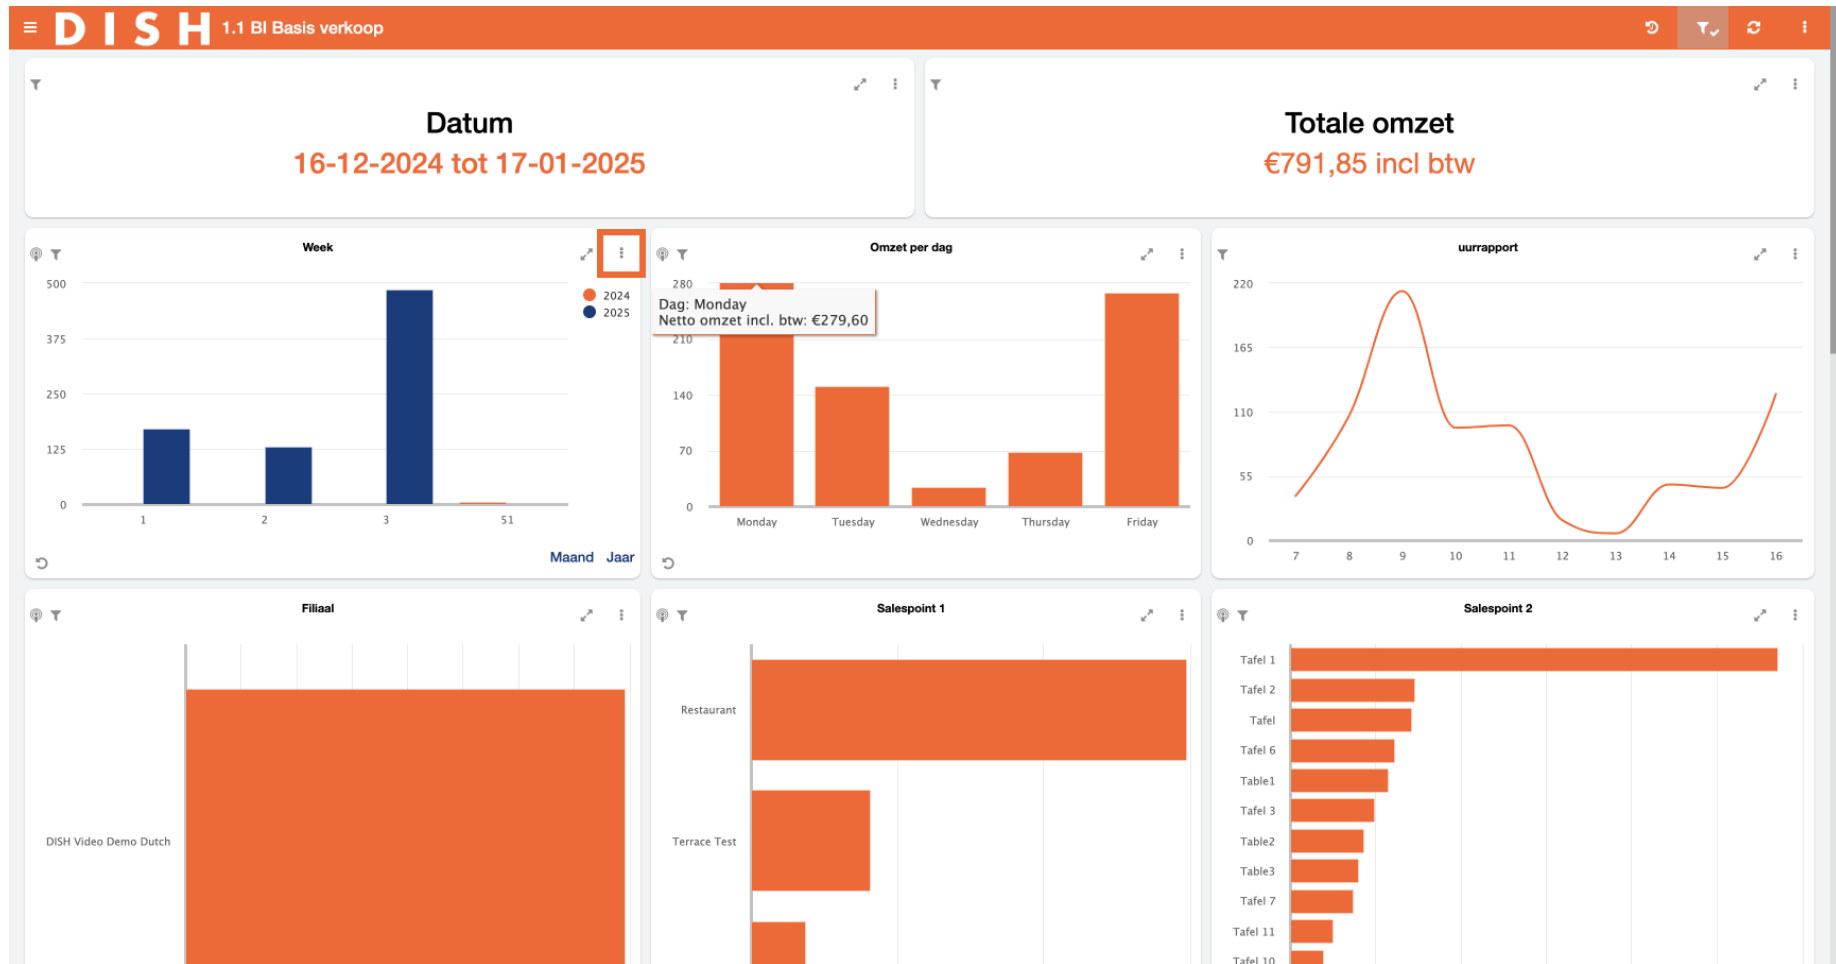 DISH 1.1 BI Basis verkoop
Datum
16-12-2024 tot 17-01-2025
Totale omzet
€791,85 incl btw
Week
500
375
250
125
0
1 2 3 51
2024
2025
Maand Jaar
Omzet per dag
280
Dag: Monday
Netto omzet incl. btw: €279,60
210
140
70
0
Monday Tuesday Wednesday Thursday Friday
uurrapport
220
165
110
55
0
7 8 9 10 11 12 13 14 15 16
Filiaal
DISH Video Demo Dutch
Salespoint 1
Restaurant
Terrace Test
Salespoint 2
Tafel 1
Tafel 2
Tafel
Tafel 6
Table1
Tafel 3
Table2
Table3
Tafel 7
Tafel 11
Tafel 10